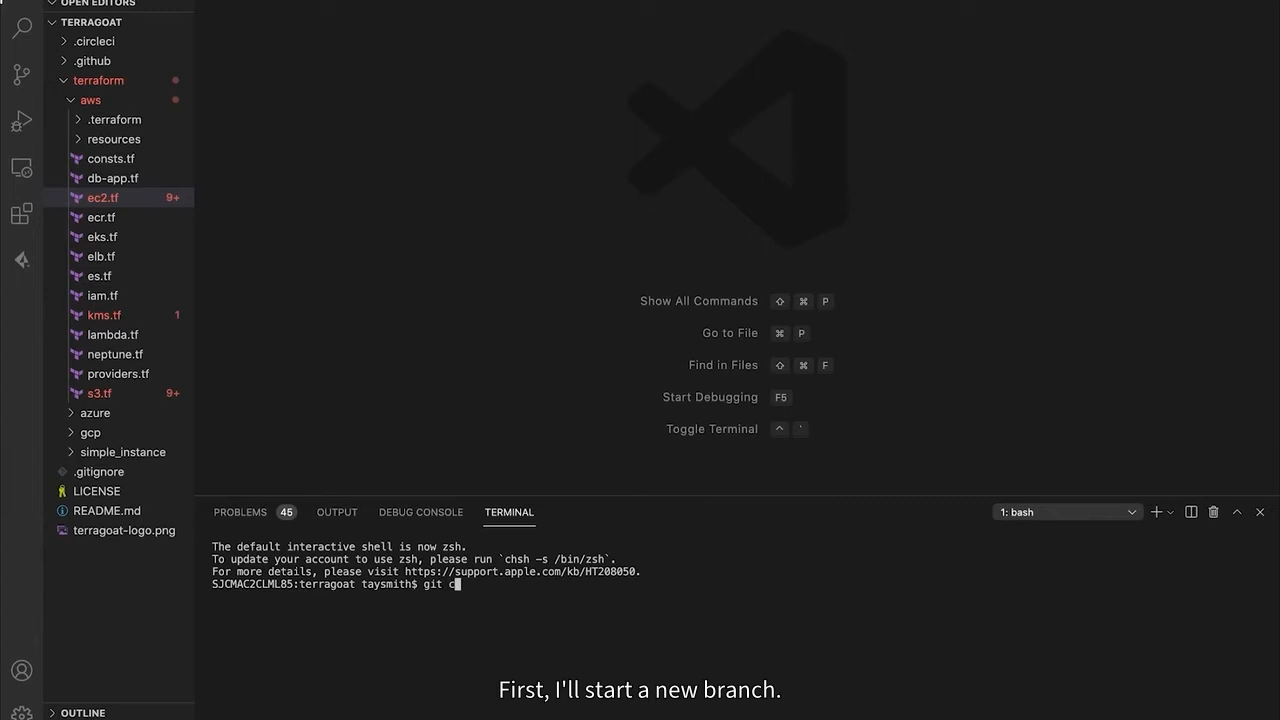 OPEN EDITORS
TERRAGOAT
.circleci
.github
terraform
aws
.terraform
resources
consts.tf
db-app.tf
ec2.tf 9+
ecr.tf
eks.tf
elb.tf
es.tf
iam.tf
kms.tf 1
lambda.tf
neptune.tf
providers.tf
s3.tf 9+
azure
gcp
simple_instance
.gitignore
LICENSE
README.md
terragoat-logo.png
OUTLINE
Show All Commands ⇧ ⌘ P
Go to File ⌘ P
Find in Files ⇧ ⌘ F
Start Debugging F5
Toggle Terminal ^ `
PROBLEMS 45 OUTPUT DEBUG CONSOLE TERMINAL 1: bash
The default interactive shell is now zsh.
To update your account to use zsh, please run `chsh -s /bin/zsh`.
For more details, please visit https://support.apple.com/kb/HT208050.
SJCMAC2CLML85:terragoat taysmith$ git c
First, I'll start a new branch.